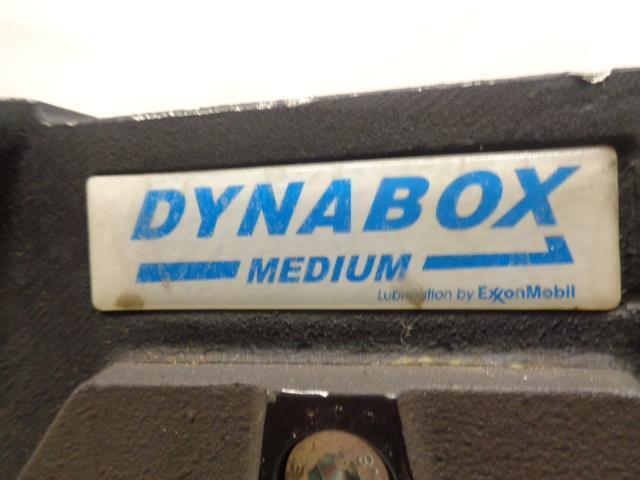 DYNABOX
MEDIUM
Lubrication by ExxonMobil